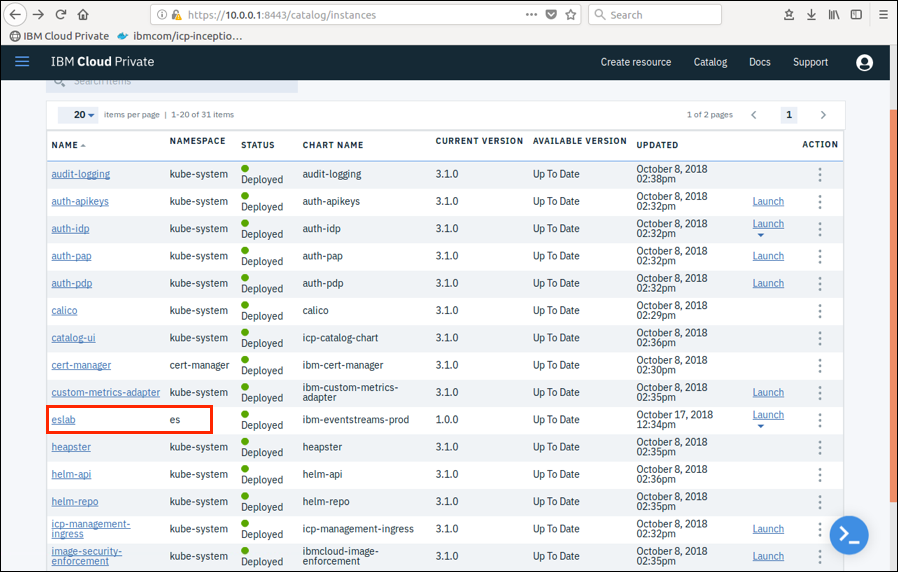 https://10.0.0.1:8443/catalog/instances
Search
IBM Cloud Private
ibmcom/icp-inceptio…
IBM Cloud Private
Create resource
Catalog
Docs
Support
Search items
20
items per page | 1-20 of 31 items
1 of 2 pages
1
NAME NAMESPACE STATUS CHART NAME CURRENT VERSION AVAILABLE VERSION UPDATED ACTION
audit-logging kube-system Deployed audit-logging 3.1.0 Up To Date October 8, 2018
02:38pm
auth-apikeys kube-system Deployed auth-apikeys 3.1.0 Up To Date October 8, 2018
02:32pm Launch
auth-idp kube-system Deployed auth-idp 3.1.0 Up To Date October 8, 2018
02:32pm Launch
auth-pap kube-system Deployed auth-pap 3.1.0 Up To Date October 8, 2018
02:32pm Launch
auth-pdp kube-system Deployed auth-pdp 3.1.0 Up To Date October 8, 2018
02:32pm Launch
calico kube-system Deployed calico 3.1.0 Up To Date October 8, 2018
02:29pm
catalog-ui kube-system Deployed icp-catalog-chart 3.1.0 Up To Date October 8, 2018
02:36pm
cert-manager cert-manager Deployed ibm-cert-manager 3.1.0 Up To Date October 8, 2018
02:30pm
custom-metrics-adapter kube-system Deployed ibm-custom-metrics-
adapter 3.1.0 Up To Date October 8, 2018
02:35pm Launch
eslab es Deployed ibm-eventstreams-prod 1.0.0 Up To Date October 17, 2018
12:34pm Launch
heapster kube-system Deployed heapster 3.1.0 Up To Date October 8, 2018
02:35pm
helm-api kube-system Deployed helm-api 3.1.0 Up To Date October 8, 2018
02:36pm
helm-repo kube-system Deployed helm-repo 3.1.0 Up To Date October 8, 2018
02:35pm
icp-management-
ingress kube-system Deployed icp-management-ingress 3.1.0 Up To Date October 8, 2018
02:32pm Launch
image-security-
enforcement kube-system Deployed ibmcloud-image-
enforcement 3.1.0 Up To Date October 8, 2018
02:35pm Launch